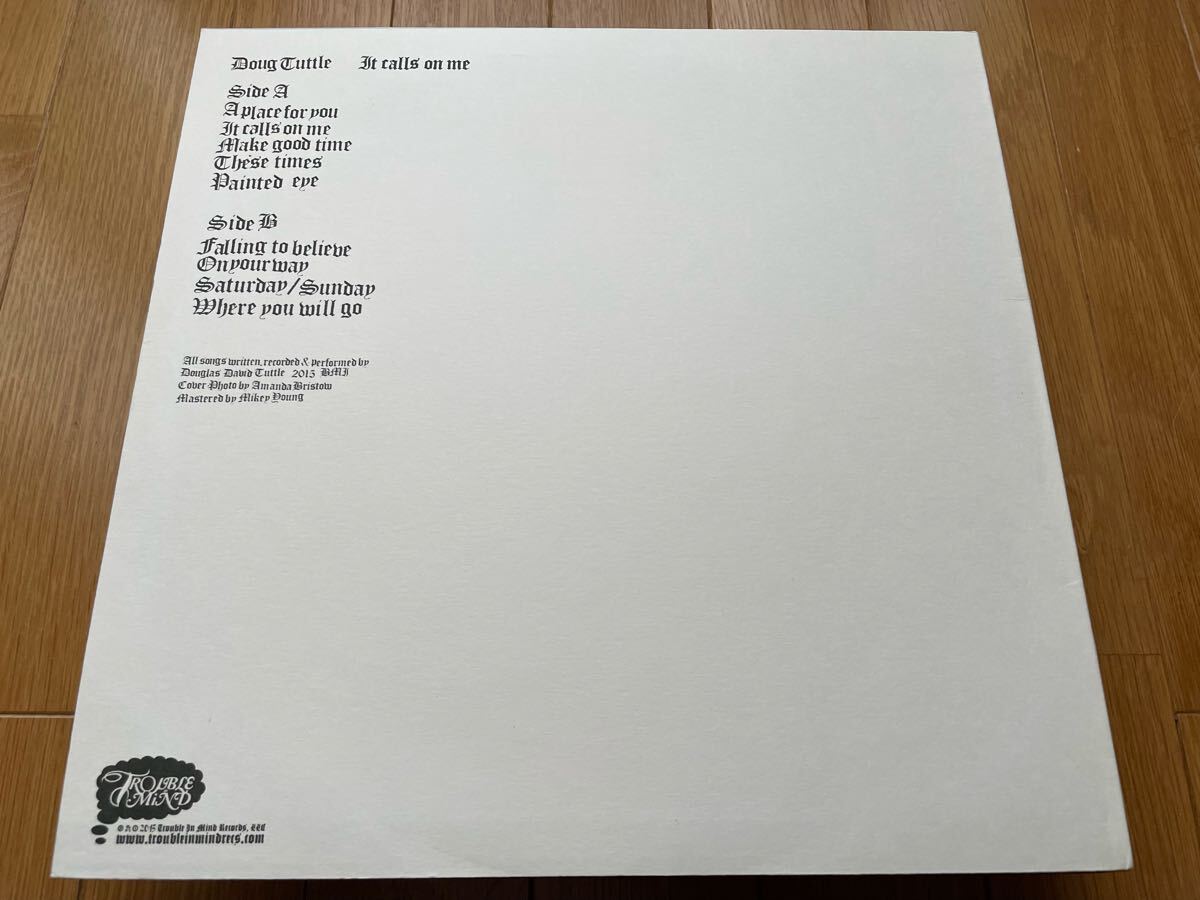 Doug Tuttle It calls on me
Side A
A place for you
It calls on me
Make good time
These times
Painted eye
Side B
Falling to believe
On your way
Saturday/Sunday
Where you will go
All songs written, recorded & performed by
Douglas David Tuttle 2015 BMI
Cover Photo by Amanda Bristow
Mastered by Mikey Young
TROUBLE
iN MiND
℗ & © 2015 Trouble In Mind Records, LLC
www.troubleinmindrecs.com